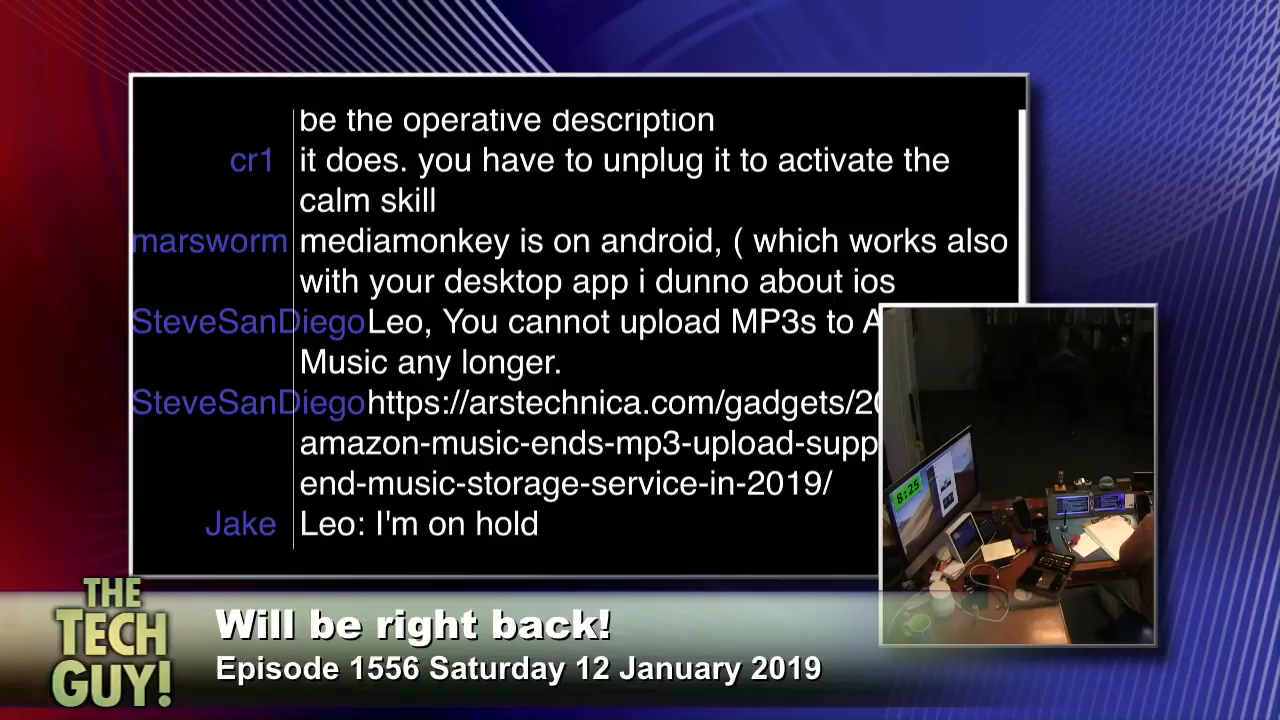 be the operative description
cr1 it does. you have to unplug it to activate the
calm skill
marsworm mediamonkey is on android, ( which works also
with your desktop app i dunno about ios
SteveSanDiego Leo, You cannot upload MP3s to A
Music any longer.
SteveSanDiego https://arstechnica.com/gadgets/20
amazon-music-ends-mp3-upload-supp
end-music-storage-service-in-2019/
Jake Leo: I'm on hold
8:25
THE
TECH
GUY!
Will be right back!
Episode 1556 Saturday 12 January 2019